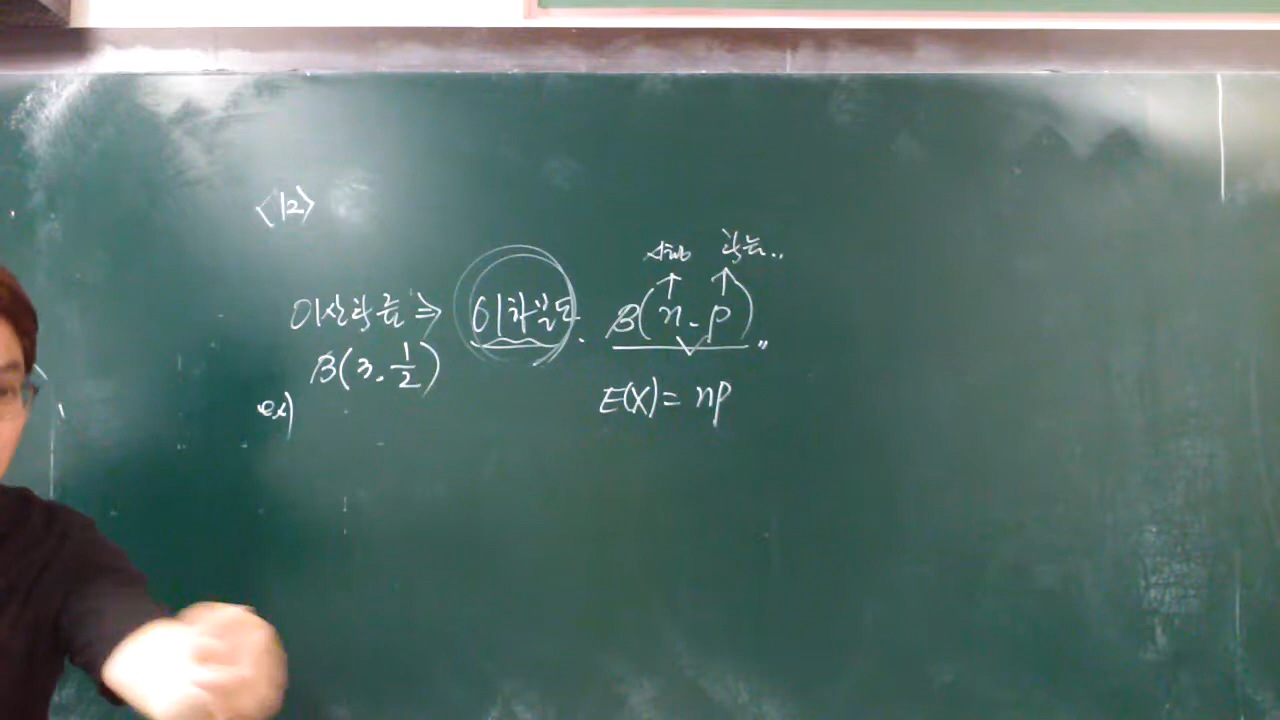 <12>
시행 확률..
이산확률 ⇒ 이항분포. B(n, p)
B(3, 1/2)
ex)
E(X) = np